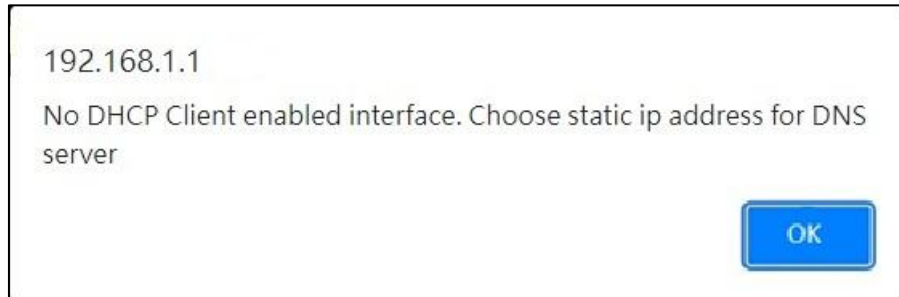 192.168.1.1
No DHCP Client enabled interface. Choose static ip address for DNS
server
OK